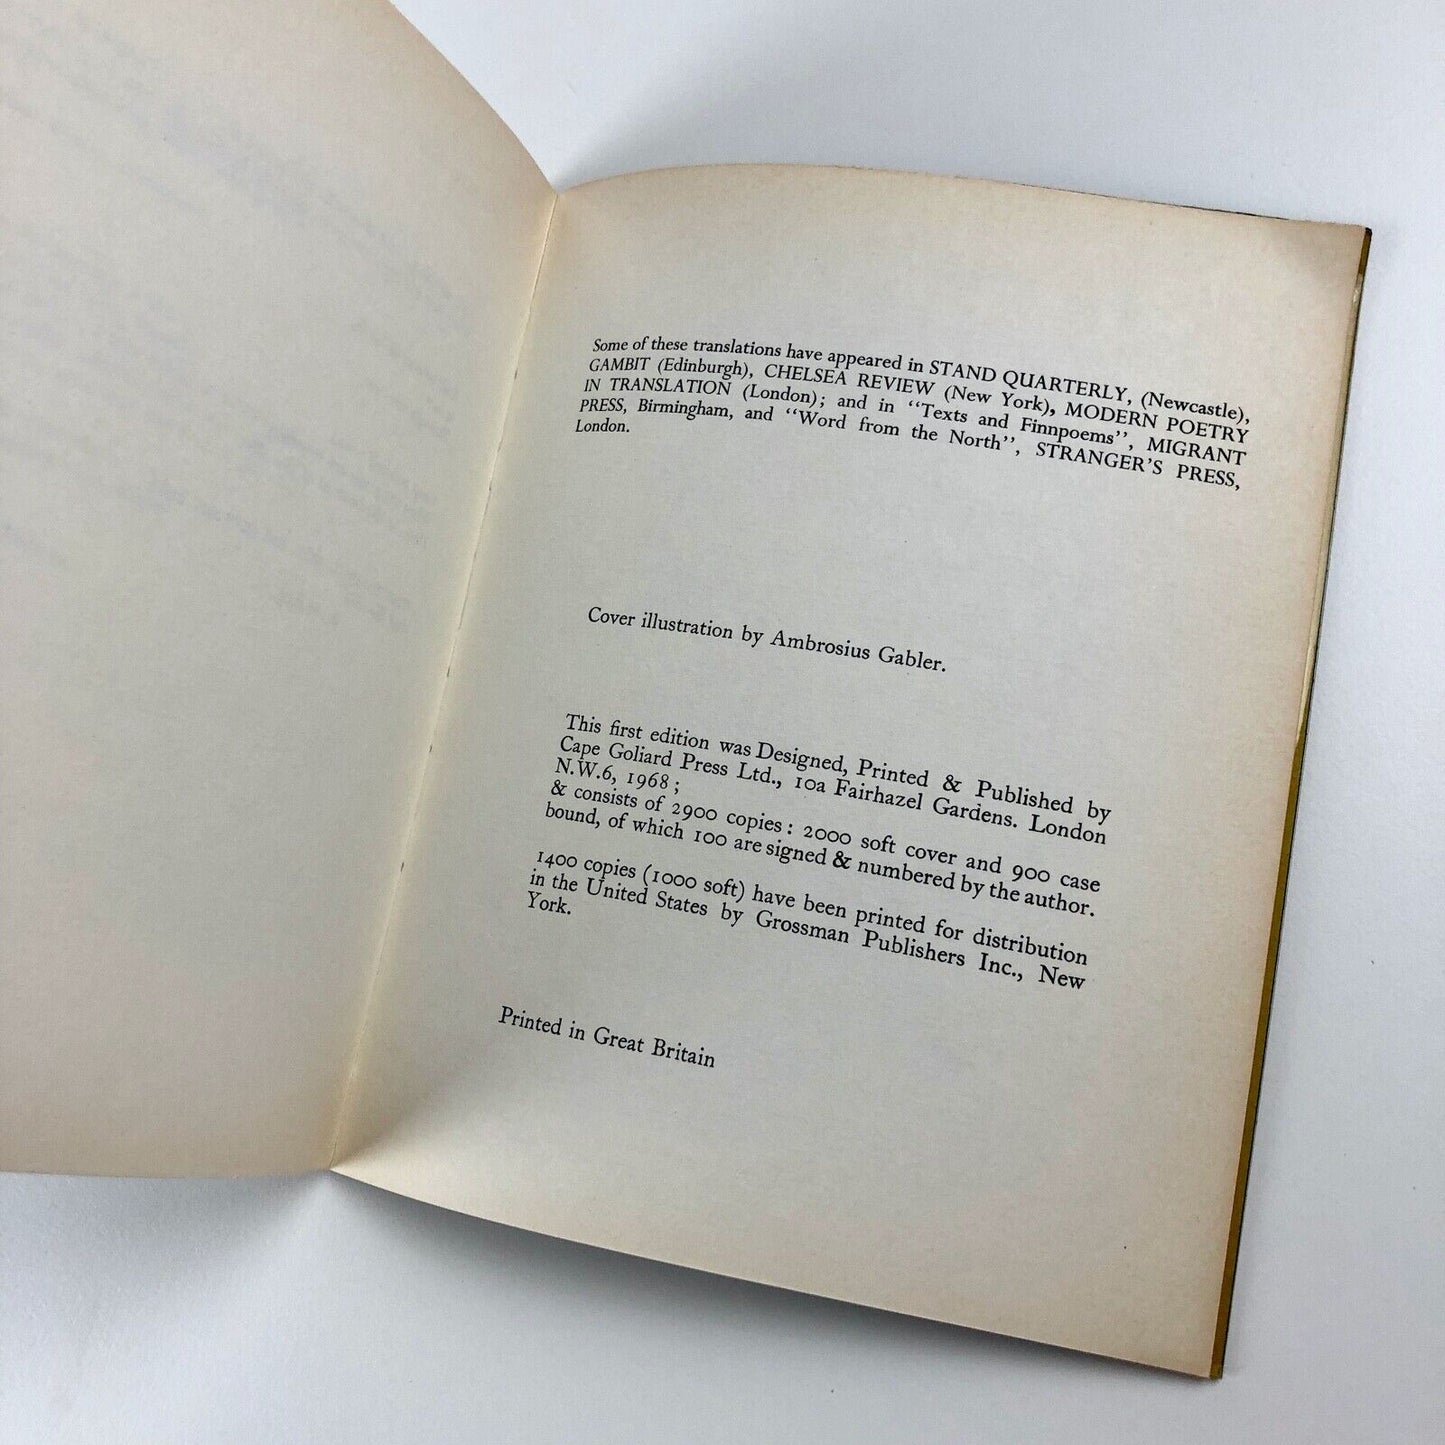 Some of these translations have appeared in STAND QUARTERLY, (Newcastle),
GAMBIT (Edinburgh), CHELSEA REVIEW (New York), MODERN POETRY
IN TRANSLATION (London); and in "Texts and Finnpoems", MIGRANT
PRESS, Birmingham, and "Word from the North", STRANGER'S PRESS,
London.
Cover illustration by Ambrosius Gabler.
This first edition was Designed, Printed & Published by
Cape Goliard Press Ltd., 10a Fairhazel Gardens. London
N.W.6, 1968;
& consists of 2900 copies: 2000 soft cover and 900 case
bound, of which 100 are signed & numbered by the author.
1400 copies (1000 soft) have been printed for distribution
in the United States by Grossman Publishers Inc., New
York.
Printed in Great Britain